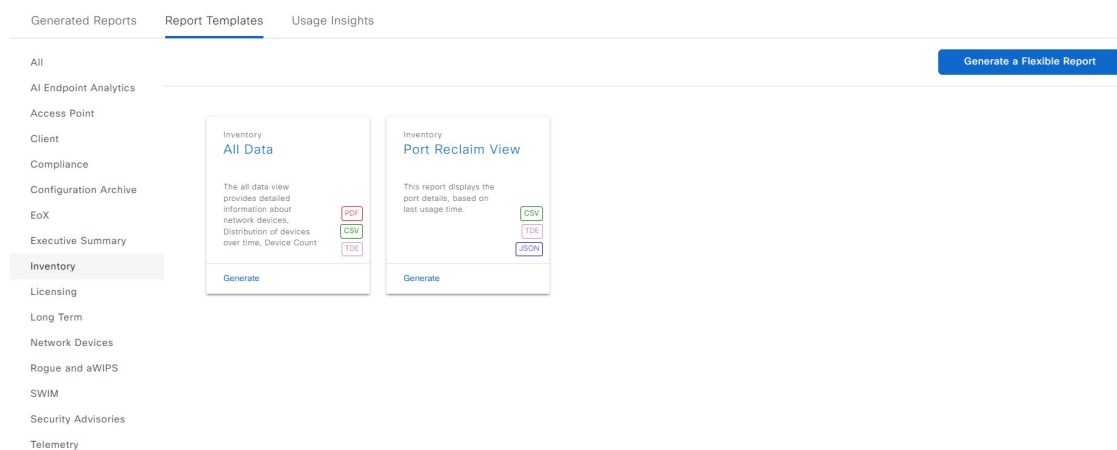 Generated Reports Report Templates Usage Insights
Generate a Flexible Report
All
AI Endpoint Analytics
Access Point
Client
Compliance
Configuration Archive
EoX
Executive Summary
Inventory
Licensing
Long Term
Network Devices
Rogue and aWIPS
SWIM
Security Advisories
Telemetry
Inventory
All Data
The all data view
provides detailed
information about
network devices,
Distribution of devices
over time, Device Count
PDF
CSV
TDE
Generate
Inventory
Port Reclaim View
This report displays the
port details, based on
last usage time.
CSV
TDE
JSON
Generate